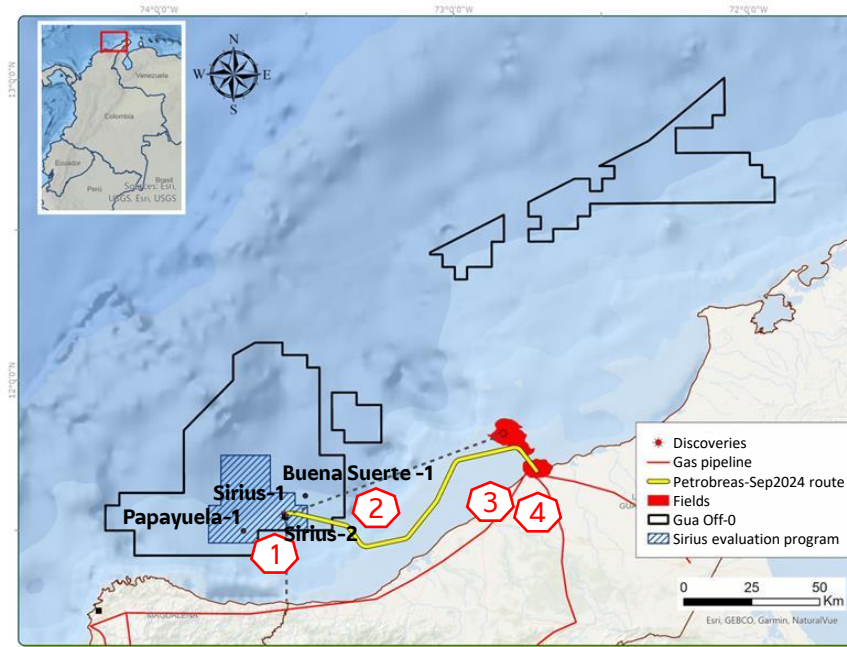 74°0'0"W
73°0'0"W
72°0'0"W
13°0'0"N
12°0'0"N
Venezuela
Colombia
Ecuador
Perú
Brasil
Sources: Esri,
USGS. Esri, USGS
N
W
E
S
Buena Suerte -1
Sirius-1
Papayuela-1
Sirius-2
1
2
3
4
MAGDALENA
Discoveries
Gas pipeline
Petrobreas-Sep2024 route
Fields
Gua Off-0
Sirius evaluation program
0 25 50
Km
Esri, GEBCO, Garmin, NaturalVue